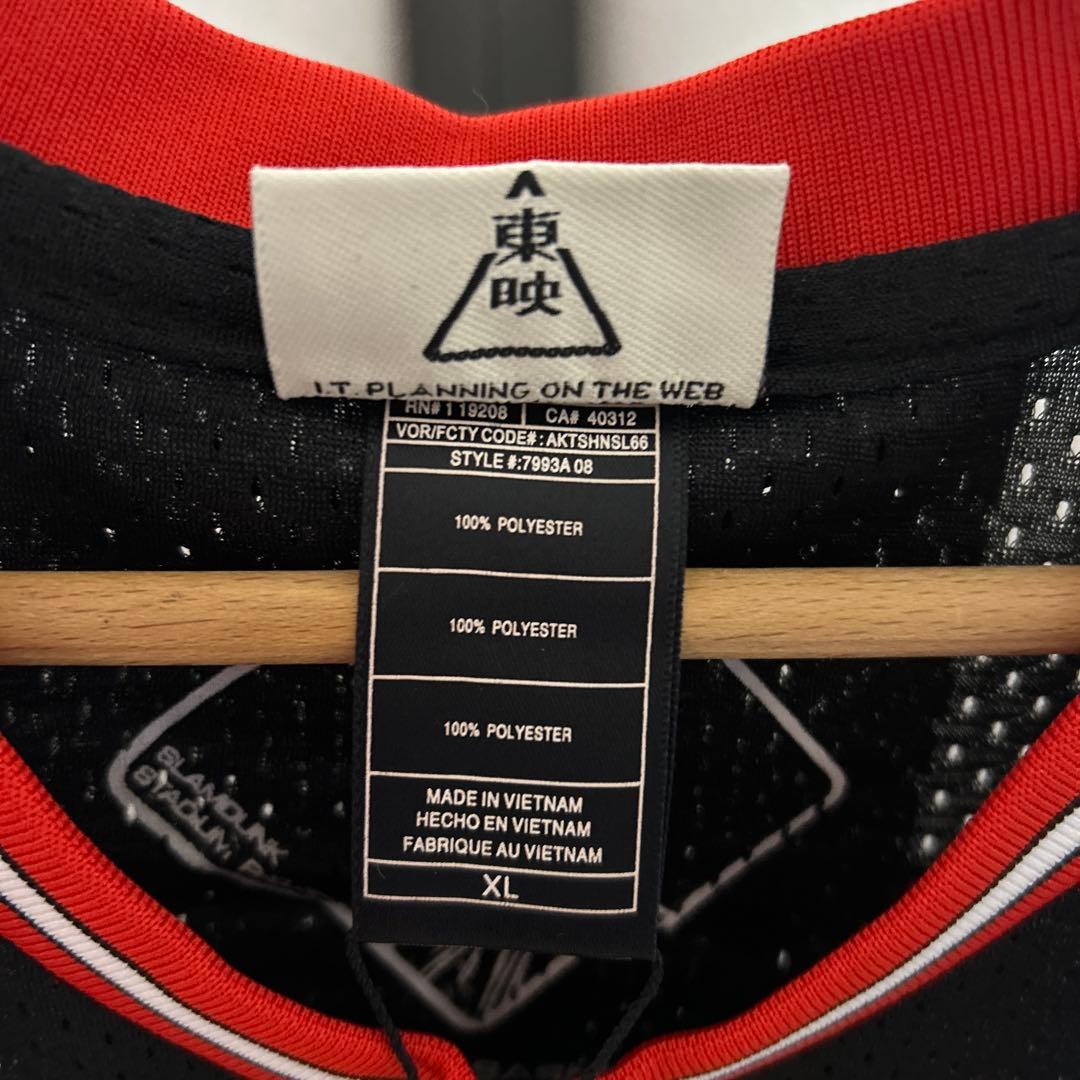 東
映
I.T. PLANNING ON THE WEB
RN# 119208 CA# 40312
VOR/FCTY CODE#: AKTSHNSL66
STYLE #:7993A 08
100% POLYESTER
100% POLYESTER
100% POLYESTER
MADE IN VIETNAM
HECHO EN VIETNAM
FABRIQUE AU VIETNAM
XL
SLAMDUNK